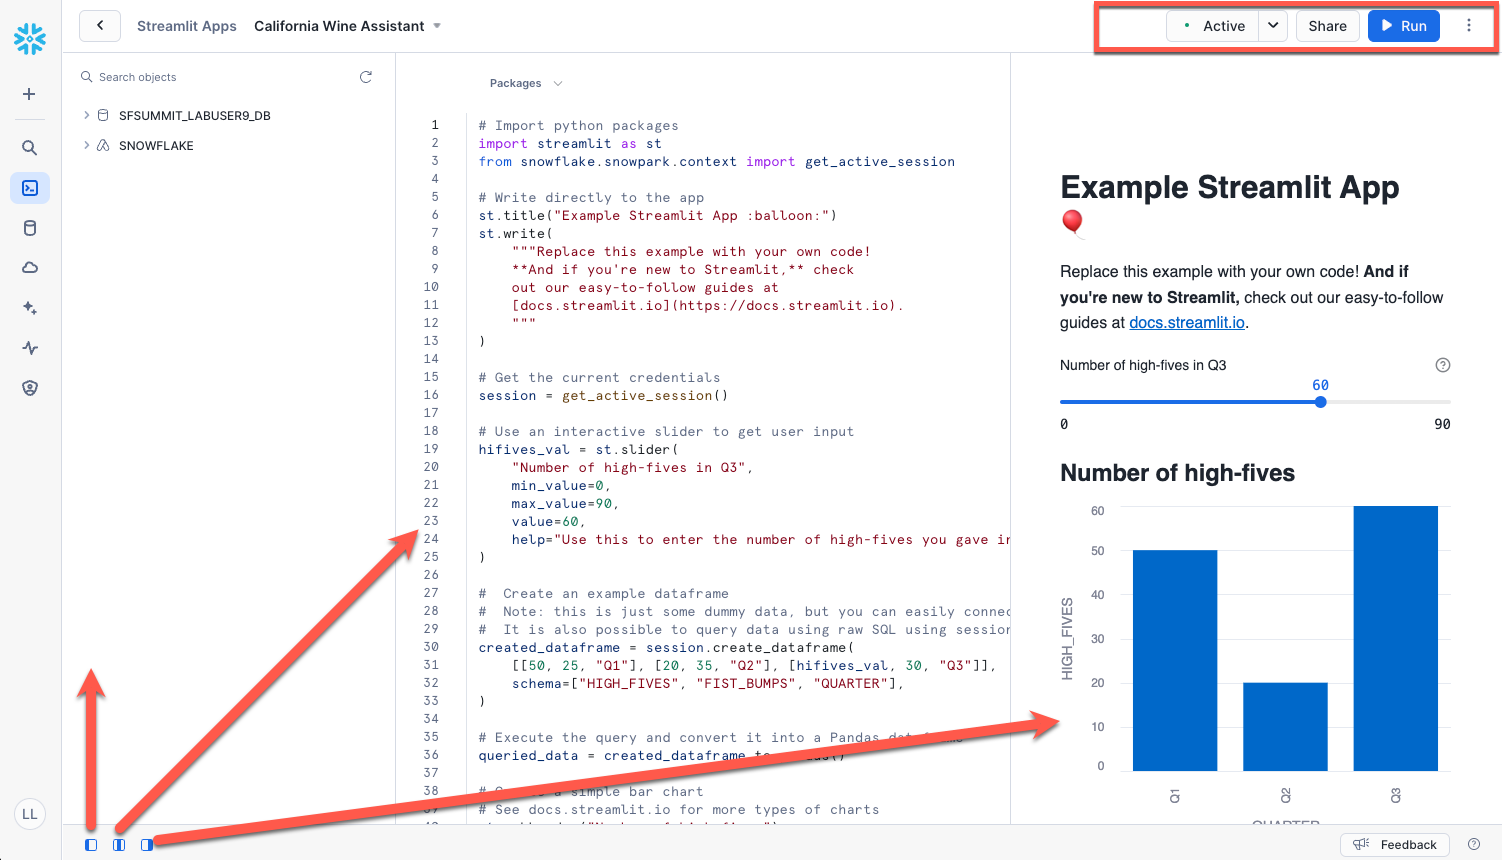 Streamlit Apps California Wine Assistant
Active
Share
Run
Search objects
SFSUMMIT_LABUSER9_DB
SNOWFLAKE
LL
Packages
1 # Import python packages
2 import streamlit as st
3 from snowflake.snowpark.context import get_active_session
4
5 # Write directly to the app
6 st.title("Example Streamlit App :balloon:")
7 st.write(
8 """Replace this example with your own code!
9 **And if you're new to Streamlit,** check
10 out our easy-to-follow guides at
11 [docs.streamlit.io](https://docs.streamlit.io).
12 """
13 )
14
15 # Get the current credentials
16 session = get_active_session()
17
18 # Use an interactive slider to get user input
19 hifives_val = st.slider(
20 "Number of high-fives in Q3",
21 min_value=0,
22 max_value=90,
23 value=60,
24 help="Use this to enter the number of high-fives you gave in
25 )
26
27 #  Create an example dataframe
28 #  Note: this is just some dummy data, but you can easily connec
29 #  It is also possible to query data using raw SQL using session
30 created_dataframe = session.create_dataframe(
31 [[50, 25, "Q1"], [20, 35, "Q2"], [hifives_val, 30, "Q3"]],
32 schema=["HIGH_FIVES", "FIST_BUMPS", "QUARTER"],
33 )
34
35 # Execute the query and convert it into a Pandas dataframe
36 queried_data = created_dataframe
37
38 # a simple bar chart
39 # See docs.streamlit.io for more types of charts
Example Streamlit App
Replace this example with your own code! And if
you're new to Streamlit, check out our easy-to-follow
guides at docs.streamlit.io.
Number of high-fives in Q3
60
0 90
Number of high-fives
60
50
40
30
20
10
0
HIGH_FIVES
Q1 Q2 Q3
QUARTER
Feedback